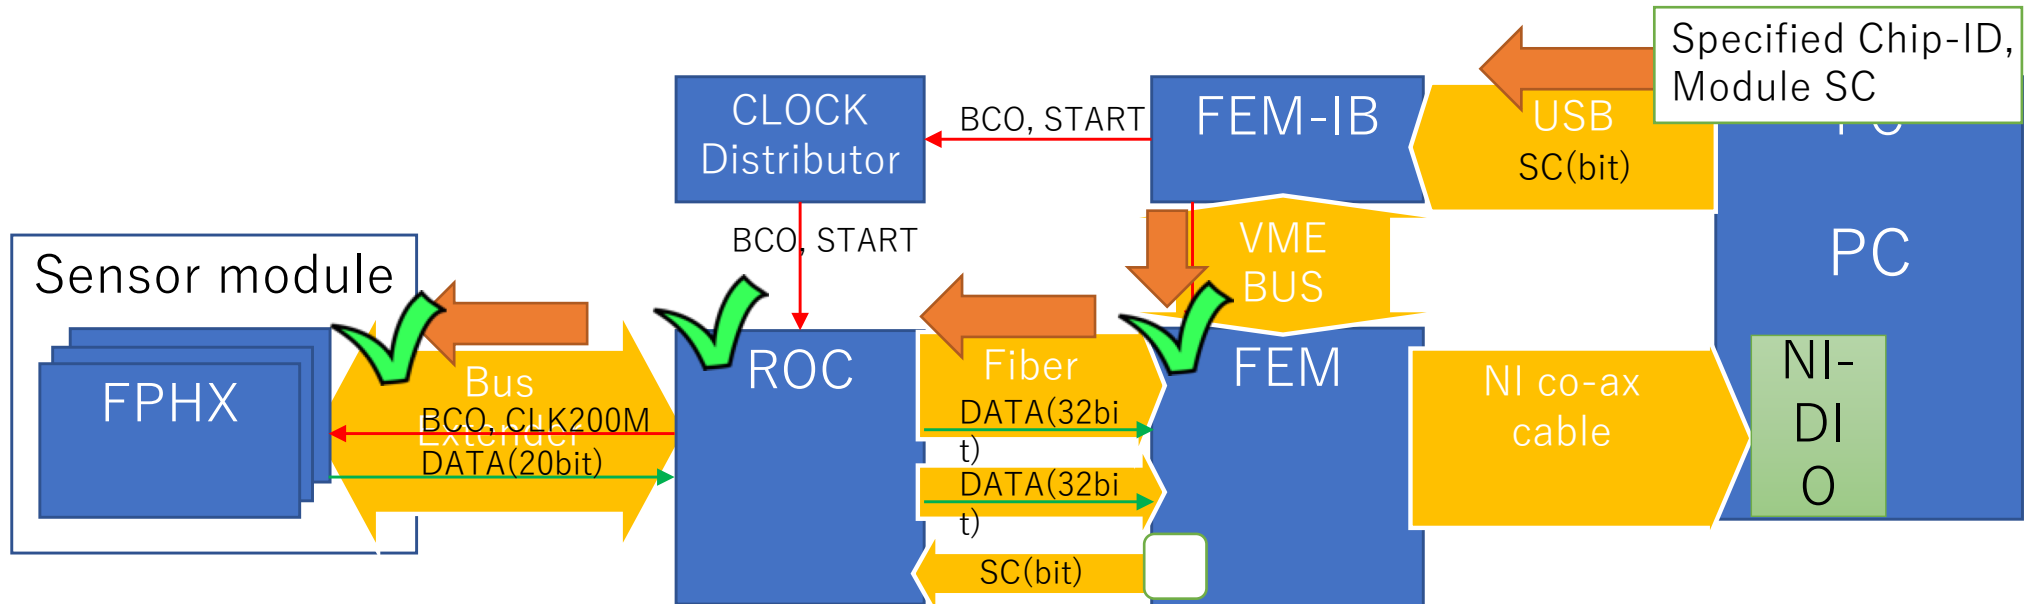 Specified Chip-ID,
Module SC
CLOCK
Distributor
BCO, START
FEM-IB
USB
SC(bit)
PC
BCO, START
VME
BUS
PC
Sensor module
FPHX
Bus
Extender
BCO, CLK200M
DATA(20bit)
ROC
Fiber
DATA(32bi
t)
DATA(32bi
t)
SC(bit)
FEM
NI co-ax
cable
NI-
DI
O